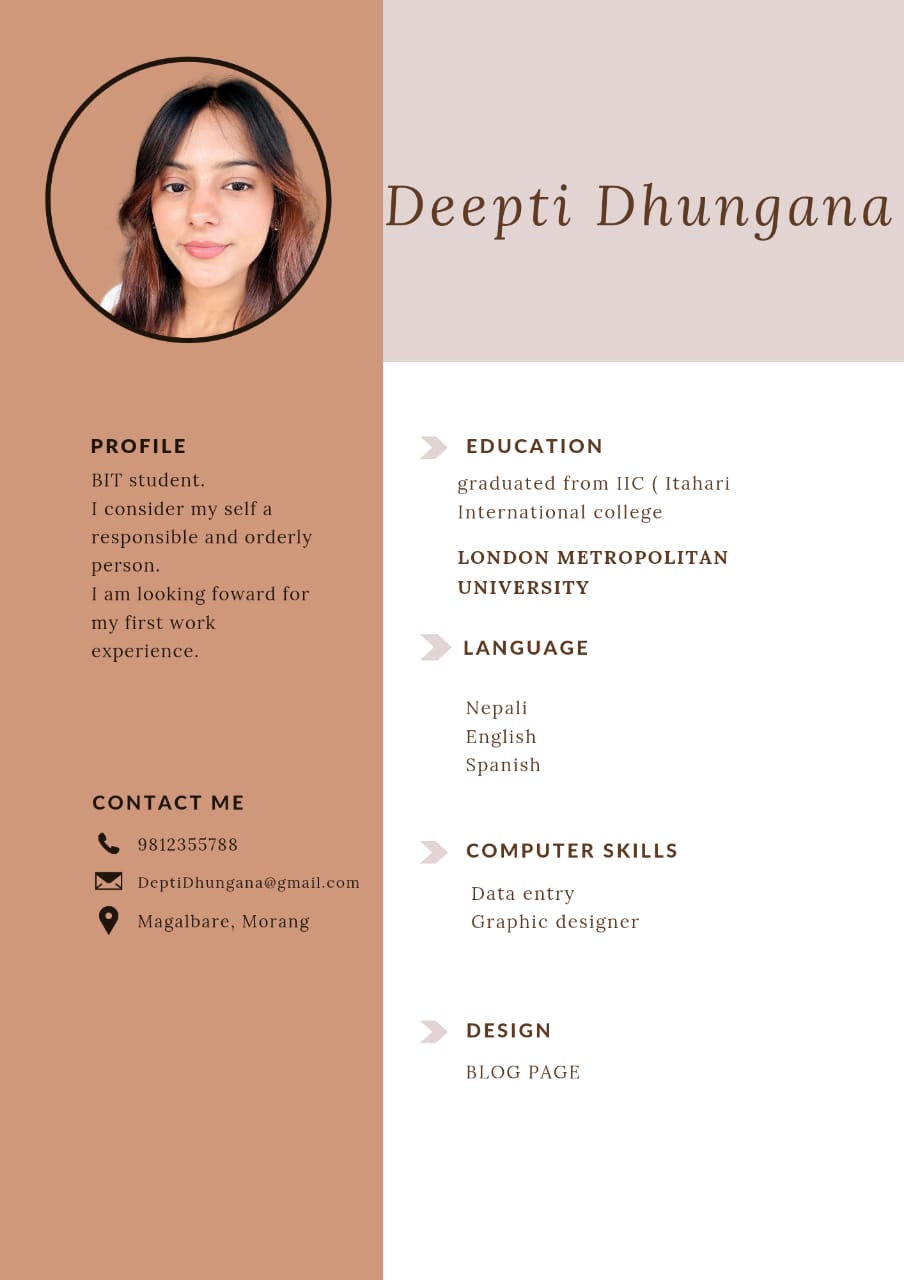 Deepti Dhungana
PROFILE
BIT student.
I consider my self a
responsible and orderly
person.
I am looking foward for
my first work
experience.
CONTACT ME
9812355788
DeptiDhungana@gmail.com
Magalbare, Morang
EDUCATION
graduated from IIC ( Itahari
International college
LONDON METROPOLITAN
UNIVERSITY
LANGUAGE
Nepali
English
Spanish
COMPUTER SKILLS
Data entry
Graphic designer
DESIGN
BLOG PAGE